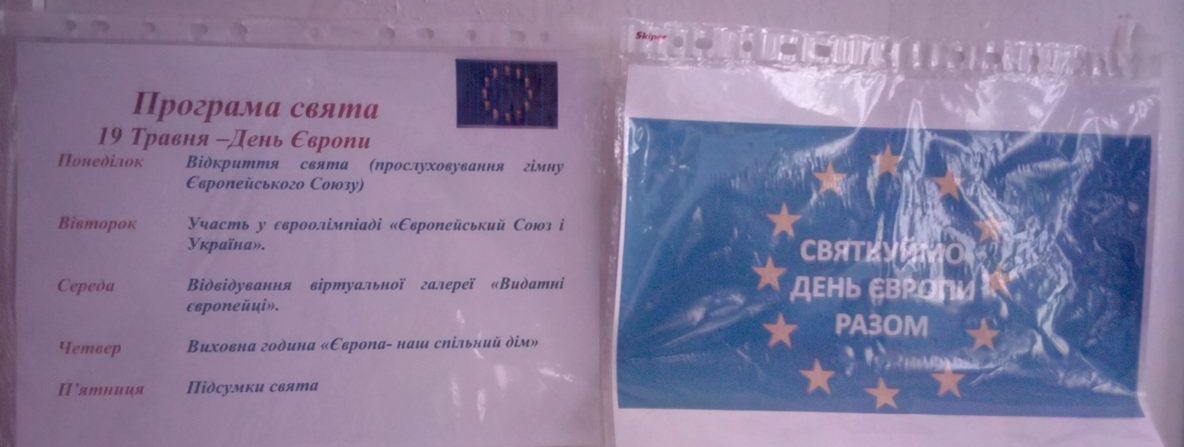 Програма свята
19 Травня –День Європи
Понеділок Відкриття свята (прослуховування гімну
Європейського Союзу)
Вівторок Участь у євроолімпіаді «Європейський Союз і
Україна».
Середа Відвідування віртуальної галереї «Видатні
європейці».
Четвер Виховна година «Європа- наш спільний дім»
П’ятниця Підсумки свята
Skiper
СВЯТКУЙМО
ДЕНЬ ЄВРОПИ
РАЗОМ